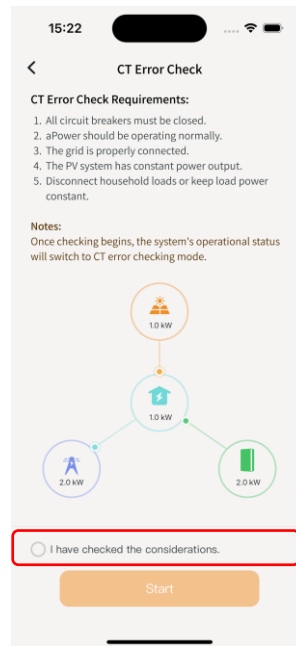 15:22
CT Error Check
CT Error Check Requirements:
1. All circuit breakers must be closed.
2. aPower should be operating normally.
3. The grid is properly connected.
4. The PV system has constant power output.
5. Disconnect household loads or keep load power
constant.
Notes:
Once checking begins, the system's operational status
will switch to CT error checking mode.
1.0 kW
1.0 kW
2.0 kW
2.0 kW
I have checked the considerations.
Start